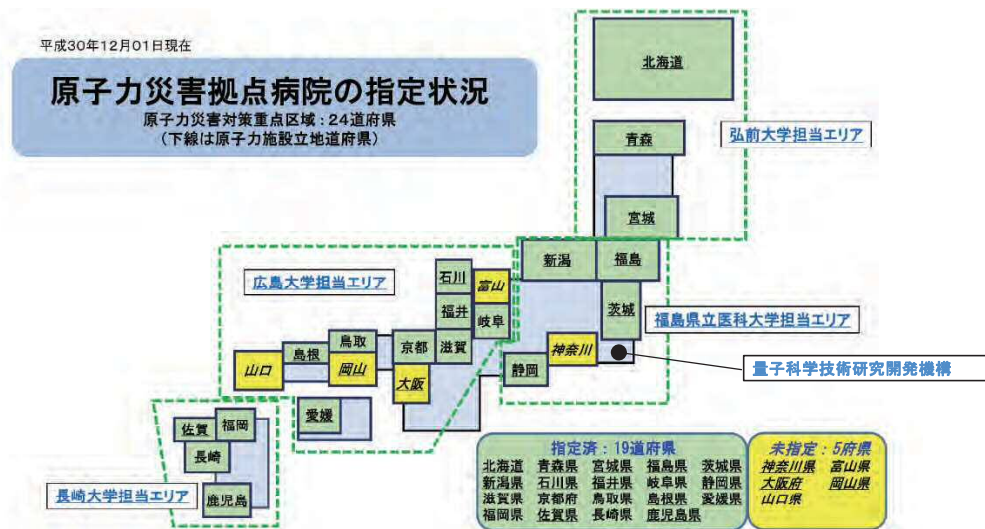 平成30年12月01日現在
原子力災害拠点病院の指定状況
原子力災害対策重点区域：24道府県
（下線は原子力施設立地道府県）
北海道
青森
弘前大学担当エリア
宮城
新潟
福島
広島大学担当エリア
石川
富山
福井
岐阜
茨城
福島県立医科大学担当エリア
鳥取
島根
京都
滋賀
神奈川
山口
岡山
大阪
静岡
量子科学技術研究開発機構
愛媛
佐賀
福岡
長崎
長崎大学担当エリア
鹿児島
指定済：19道府県
北海道 青森県 宮城県 福島県 茨城県
新潟県 石川県 福井県 岐阜県 静岡県
滋賀県 京都府 鳥取県 島根県 愛媛県
福岡県 佐賀県 長崎県 鹿児島県
未指定：5府県
神奈川県 富山県
大阪府 岡山県
山口県